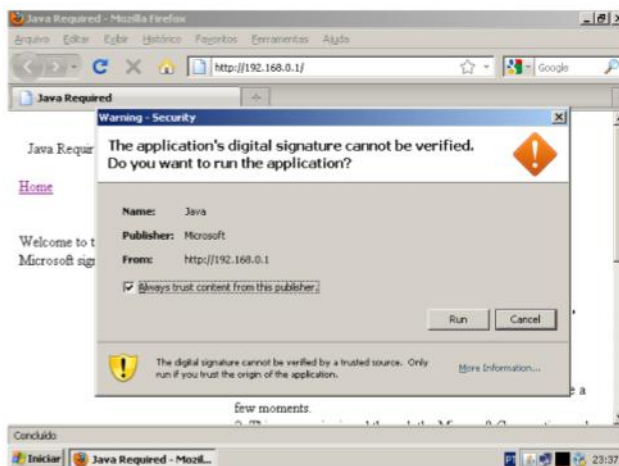 Java Required - Mozilla Firefox
Arquivo Editar Exibir Histórico Favoritos Ferramentas Ajuda
http://192.168.0.1/
Google
Java Required
Warning - Security
The application's digital signature cannot be verified.
Do you want to run the application?
Java Requir
Home
Name: Java
Publisher: Microsoft
From: http://192.168.0.1
Welcome to t
Microsoft sig
Always trust content from this publisher.
Run Cancel
The digital signature cannot be verified by a trusted source. Only
run if you trust the origin of the application.
More Information...
e a
few moments.
Concluído
Iniciar Java Required - Mozil... PT 23:37